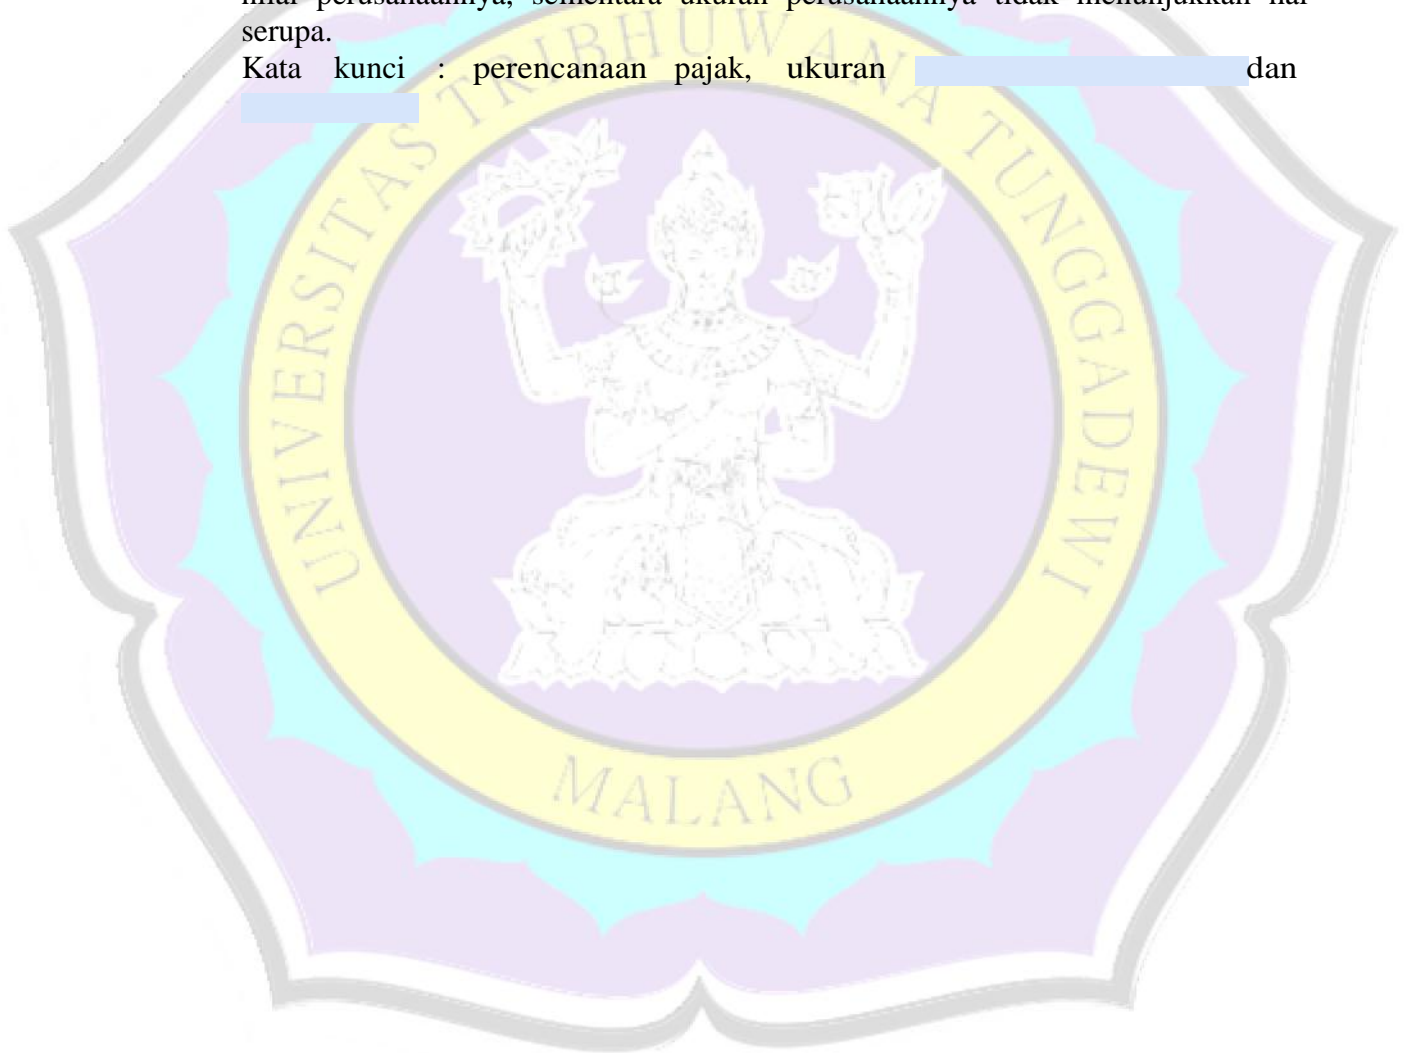 nilai perusahaannya, sementara ukuran perusahaannya tidak menunjukkan hal
serupa.
Kata kunci : perencanaan pajak, ukuran dan
UNIVERSITAS TRIBHUWANA TUNGGADEWI
MALANG